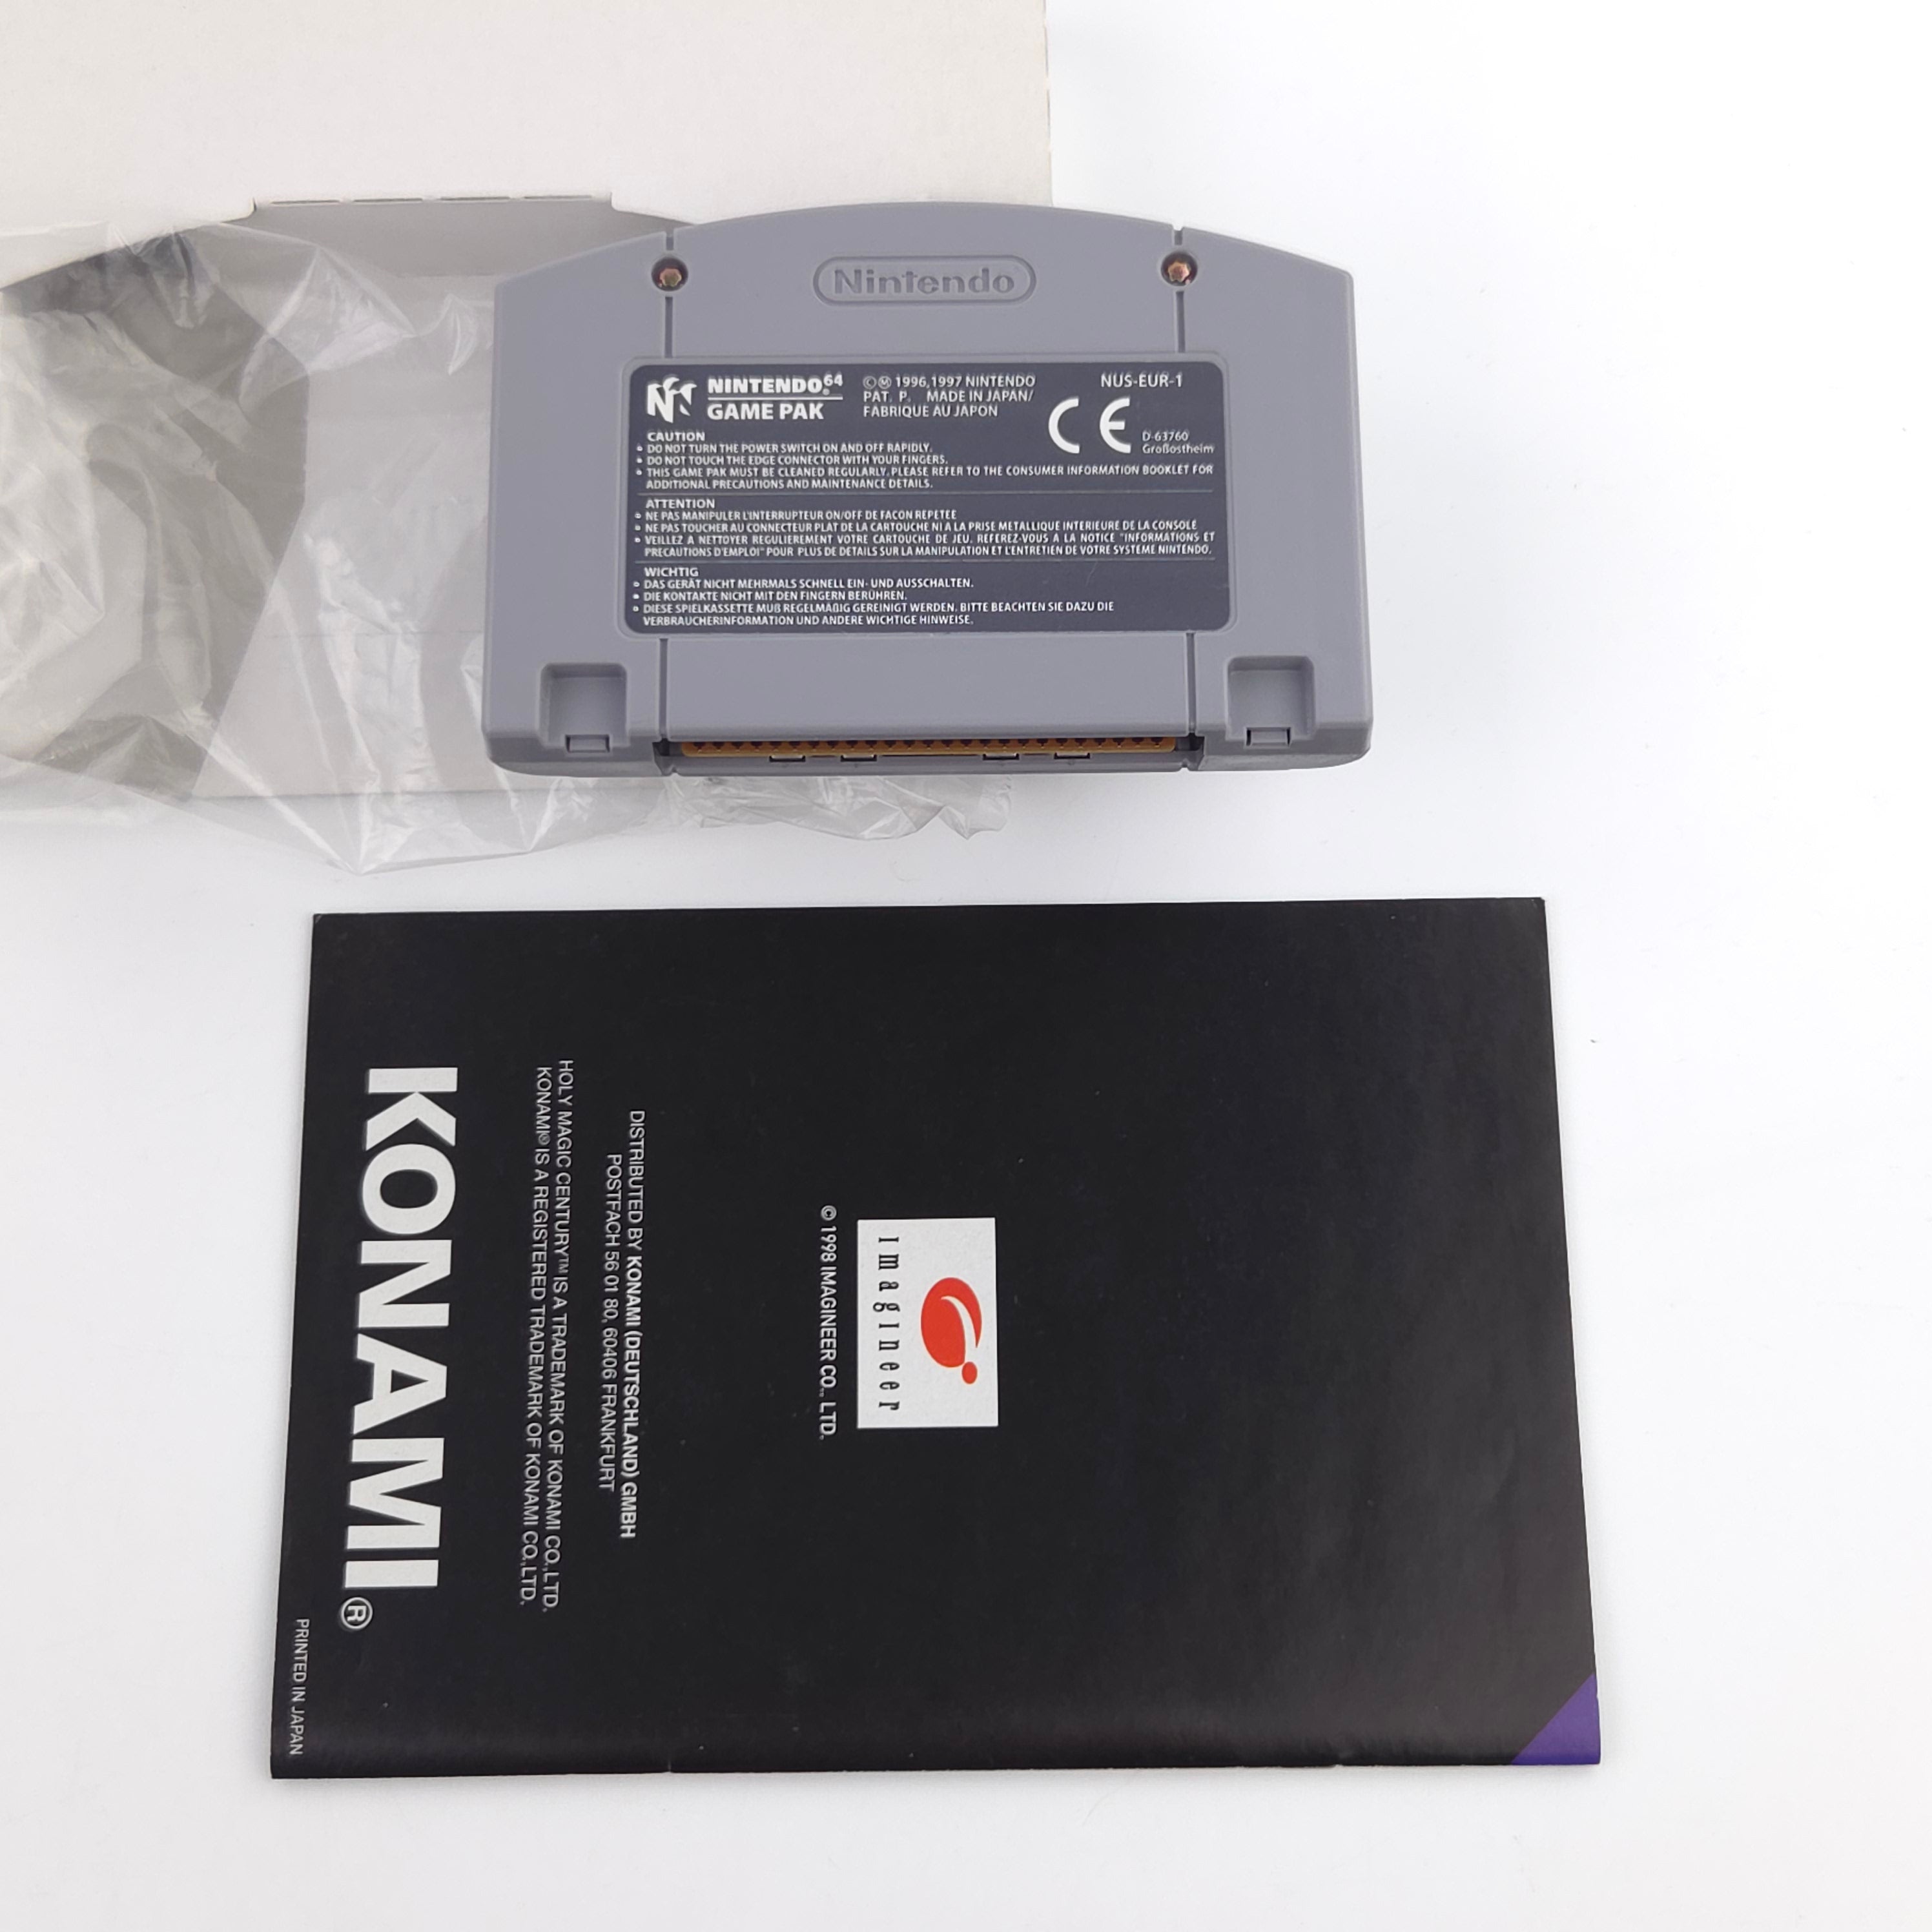 Nintendo
NINTENDO64
GAME PAK
©Ⓜ 1996,1997 NINTENDO
PAT. P. MADE IN JAPAN/
FABRIQUE AU JAPON
NUS-EUR-1
CE
D-63760
Großostheim
CAUTION
• DO NOT TURN THE POWER SWITCH ON AND OFF RAPIDLY.
• DO NOT TOUCH THE EDGE CONNECTOR WITH YOUR FINGERS.
• THIS GAME PAK MUST BE CLEANED REGULARLY. PLEASE REFER TO THE CONSUMER INFORMATION BOOKLET FOR
ADDITIONAL PRECAUTIONS AND MAINTENANCE DETAILS.
ATTENTION
• NE PAS MANIPULER L'INTERRUPTEUR ON/OFF DE FACON REPETEE
• NE PAS TOUCHER AU CONNECTEUR PLAT DE LA CARTOUCHE NI A LA PRISE METALLIQUE INTERIEURE DE LA CONSOLE
• VEILLEZ A NETTOYER REGULIEREMENT VOTRE CARTOUCHE DE JEU. REFEREZ-VOUS A LA NOTICE "INFORMATIONS ET
PRECAUTIONS D'EMPLOI" POUR PLUS DE DETAILS SUR LA MANIPULATION ET L'ENTRETIEN DE VOTRE SYSTEME NINTENDO.
WICHTIG
• DAS GERÄT NICHT MEHRMALS SCHNELL EIN- UND AUSSCHALTEN.
• DIE KONTAKTE NICHT MIT DEN FINGERN BERÜHREN.
• DIESE SPIELKASSETTE MUß REGELMÄßIG GEREINIGT WERDEN. BITTE BEACHTEN SIE DAZU DIE
VERBRAUCHERINFORMATION UND ANDERE WICHTIGE HINWEISE.
Imagineer
© 1998 IMAGINEER CO., LTD.
DISTRIBUTED BY KONAMI (DEUTSCHLAND) GMBH
POSTFACH 56 01 80, 60406 FRANKFURT
HOLY MAGIC CENTURY™ IS A TRADEMARK OF KONAMI CO.,LTD.
KONAMI® IS A REGISTERED TRADEMARK OF KONAMI CO.,LTD.
KONAMI®
PRINTED IN JAPAN